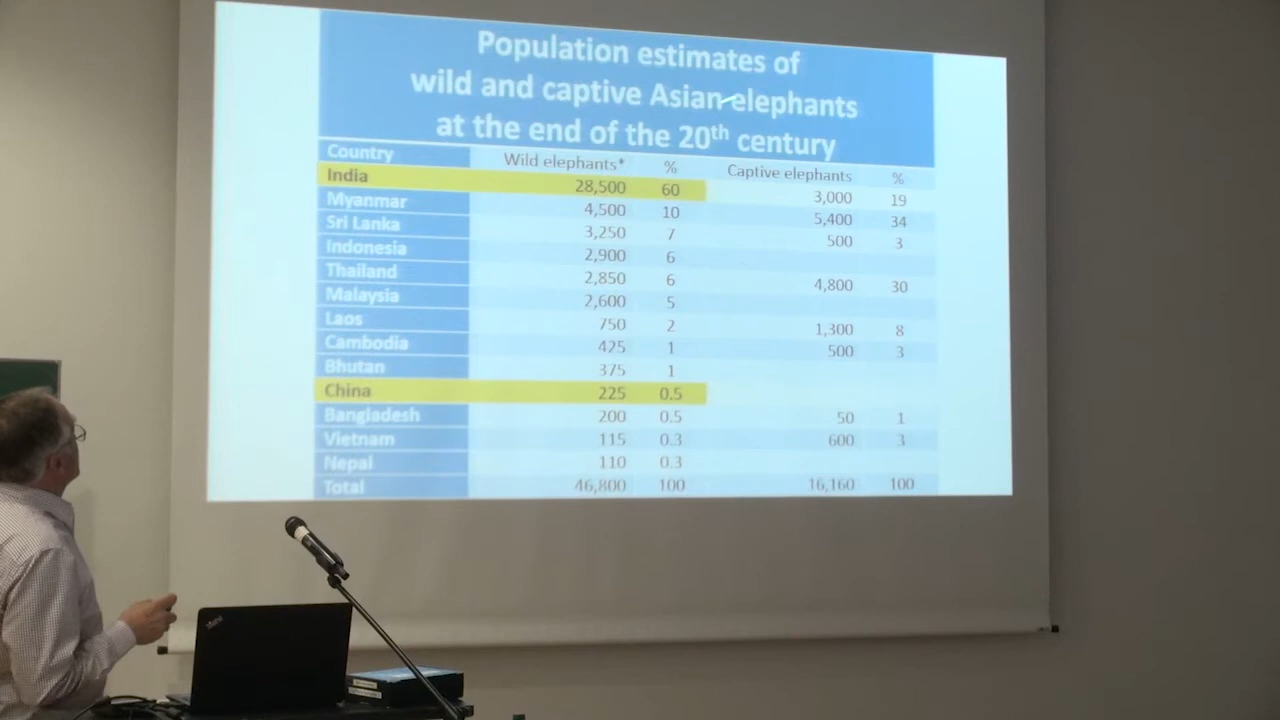 Population estimates of
wild and captive Asian elephants
at the end of the 20th century
Country Wild elephants* % Captive elephants %
India 28,500 60 3,000 19
Myanmar 4,500 10 5,400 34
Sri Lanka 3,250 7 500 3
Indonesia 2,900 6
Thailand 2,850 6 4,800 30
Malaysia 2,600 5
Laos 750 2 1,300 8
Cambodia 425 1 500 3
Bhutan 375 1
China 225 0.5
Bangladesh 200 0.5 50 1
Vietnam 115 0.3 600 3
Nepal 110 0.3
Total 46,800 100 16,160 100